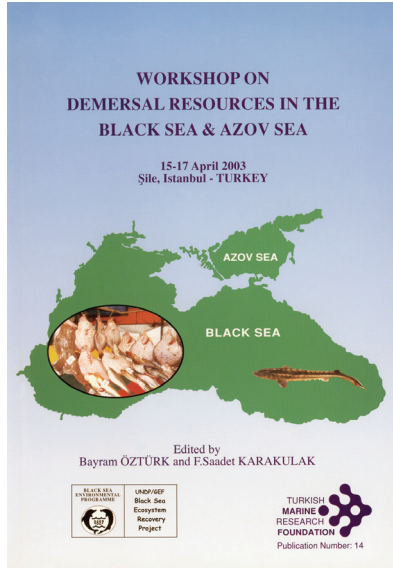 WORKSHOP ON
DEMERSAL RESOURCES IN THE
BLACK SEA & AZOV SEA
15-17 April 2003
Şile, Istanbul - TURKEY
AZOV SEA
BLACK SEA
Edited by
Bayram ÖZTÜRK and F.Saadet KARAKULAK
BLACK SEA
ENVIRONMENTAL
PROGRAMME
UNDP/GEF
Black Sea
Ecosystem
Recovery
Project
TURKISH
MARINE
RESEARCH
FOUNDATION
Publication Number: 14